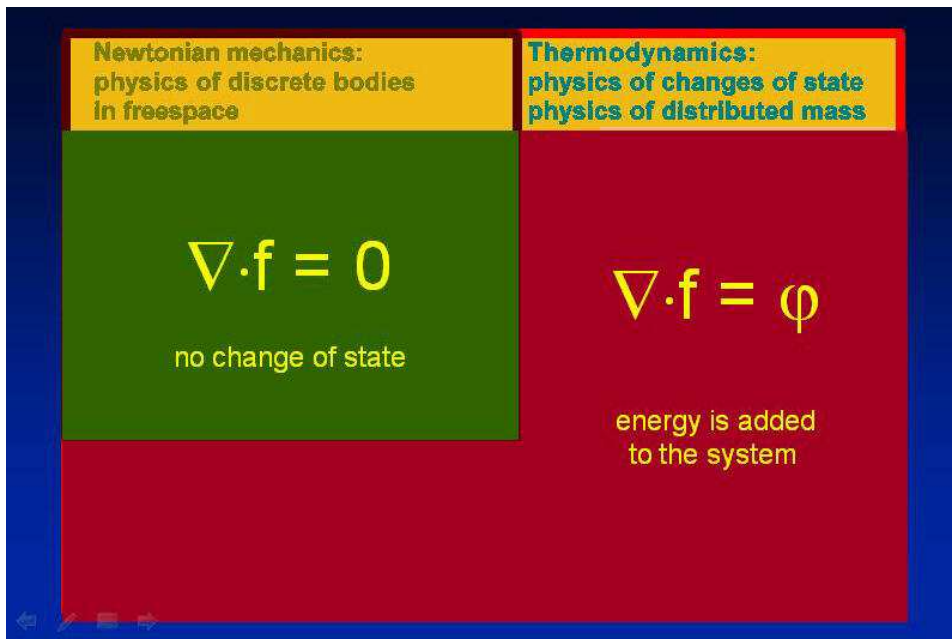 Newtonian mechanics:
physics of discrete bodies
in freespace
Thermodynamics:
physics of changes of state
physics of distributed mass
∇·f = 0
no change of state
∇·f = φ
energy is added
to the system